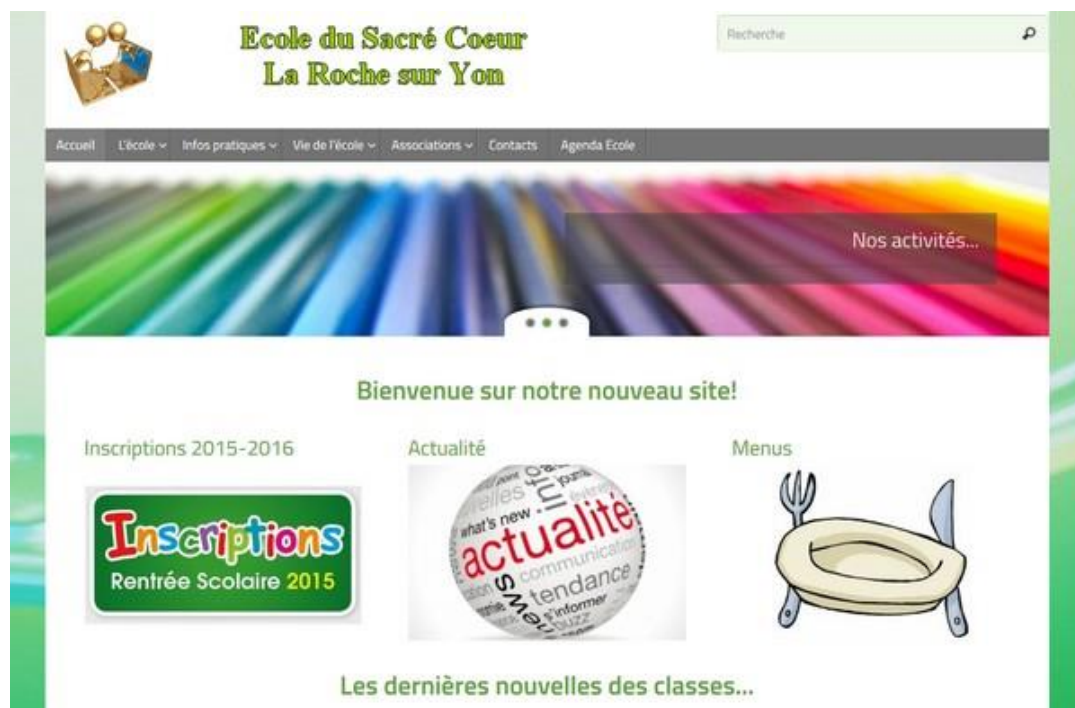 Ecole du Sacré Coeur
La Roche sur Yon
Recherche
Accueil L'école Infos pratiques Vie de l'école Associations Contacts Agenda Ecole
Nos activités...
Bienvenue sur notre nouveau site!
Inscriptions 2015-2016
Actualité
Menus
Inscriptions
Rentrée Scolaire 2015
what's new
journal
actualité
communication
tendance
news
s'informer
buzz
Les dernières nouvelles des classes...